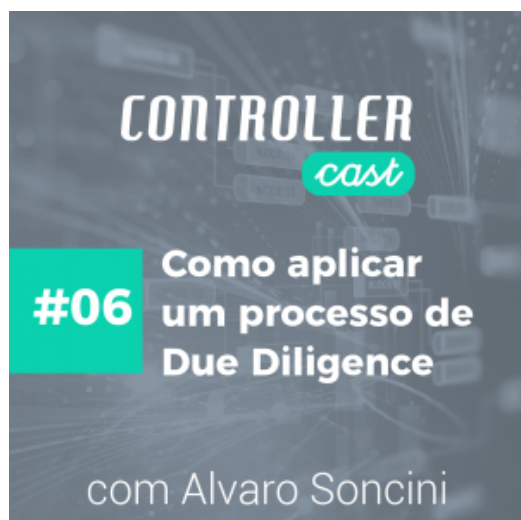 CONTROLLER
cast
#06
Como aplicar
um processo de
Due Diligence
com Alvaro Soncini